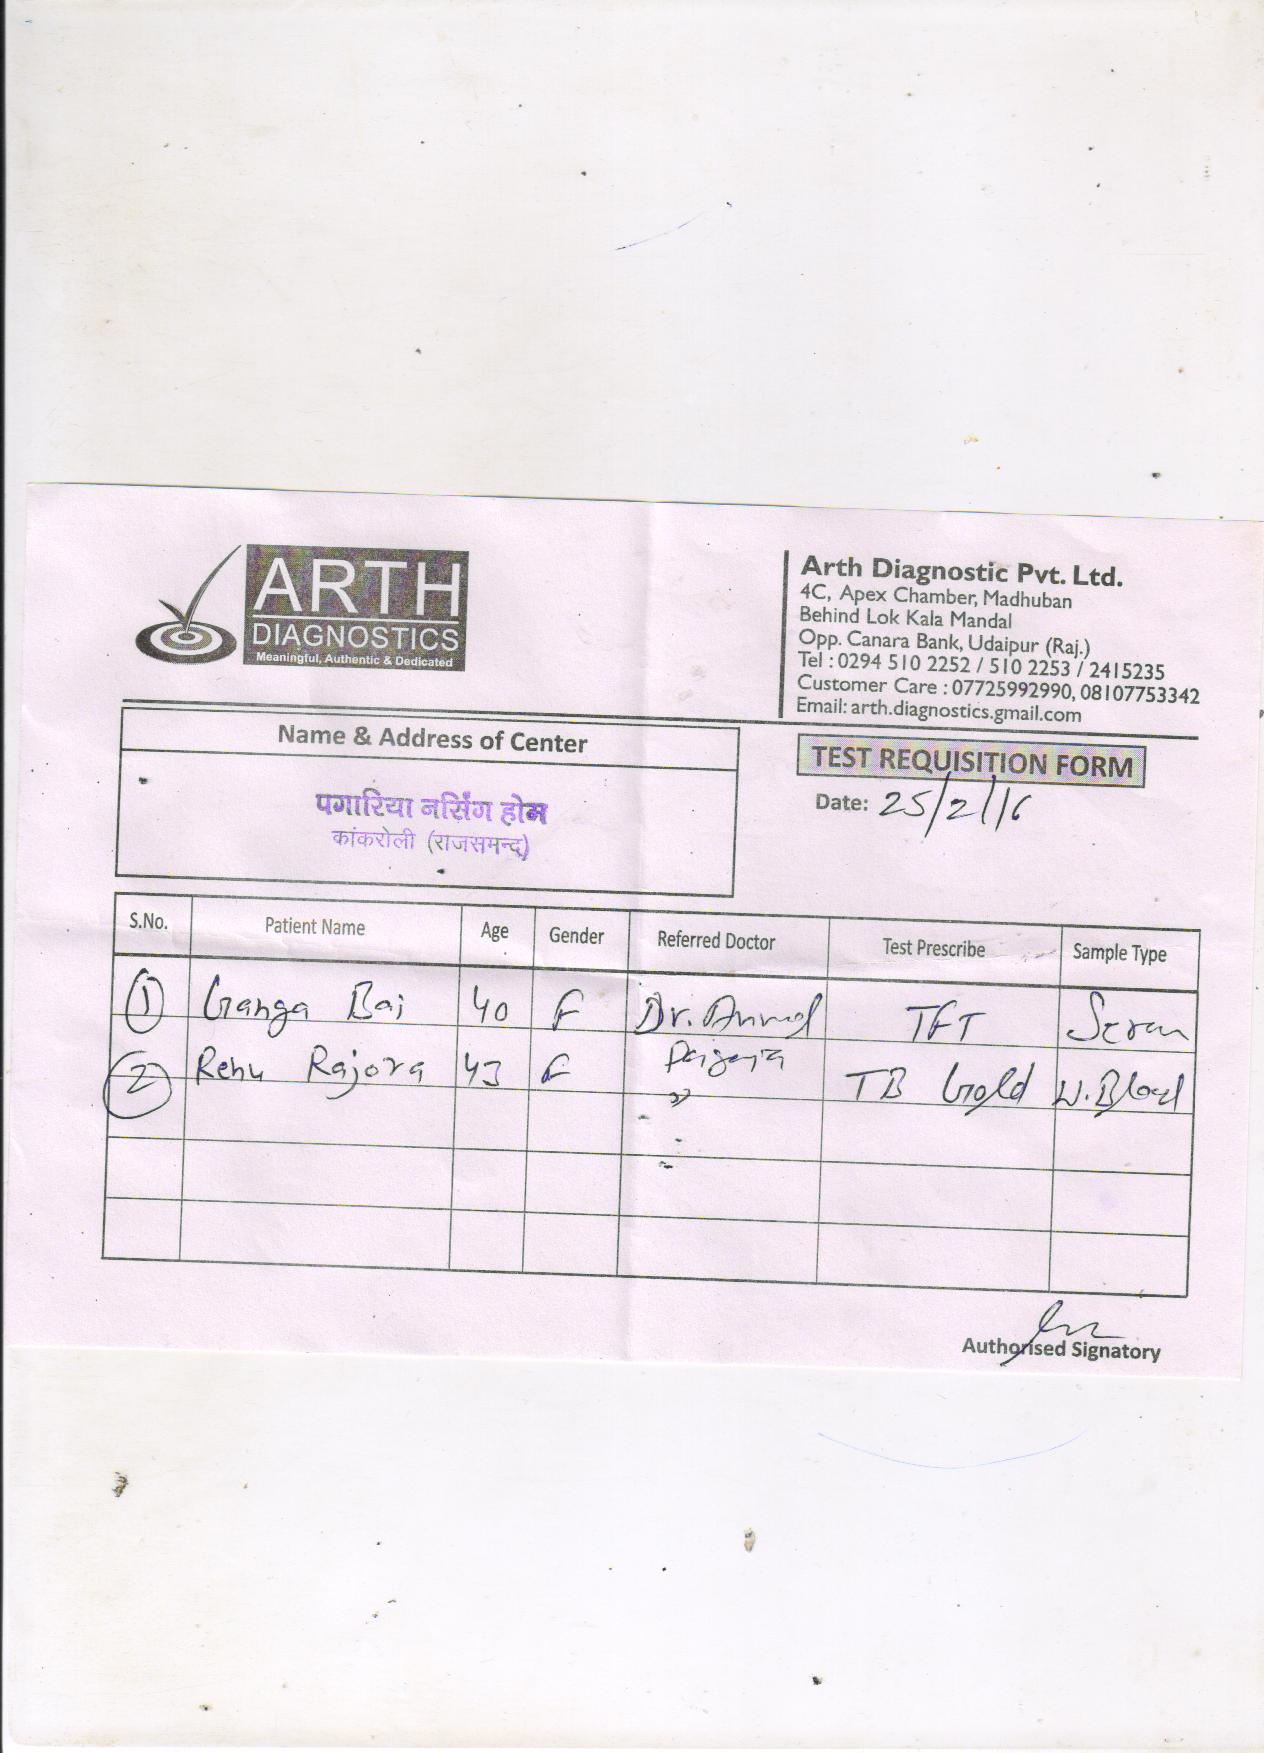 ARTH
DIAGNOSTICS
Meaningful, Authentic & Dedicated
Arth Diagnostic Pvt. Ltd.
4C, Apex Chamber, Madhuban
Behind Lok Kala Mandal
Opp. Canara Bank, Udaipur (Raj.)
Tel : 0294 510 2252 / 510 2253 / 2415235
Customer Care : 07725992990, 08107753342
Email: arth.diagnostics.gmail.com
Name & Address of Center
पगारिया नर्सिंग होम
कांकरोली (राजसमन्द)
TEST REQUISITION FORM
Date: 25/2/16
S.No. Patient Name Age Gender Referred Doctor Test Prescribe Sample Type
1 Ganga Bai 40 F Dr. TFT Serum
2 Renu Rajora 43 F " TB Gold W. Blood
Authorised Signatory